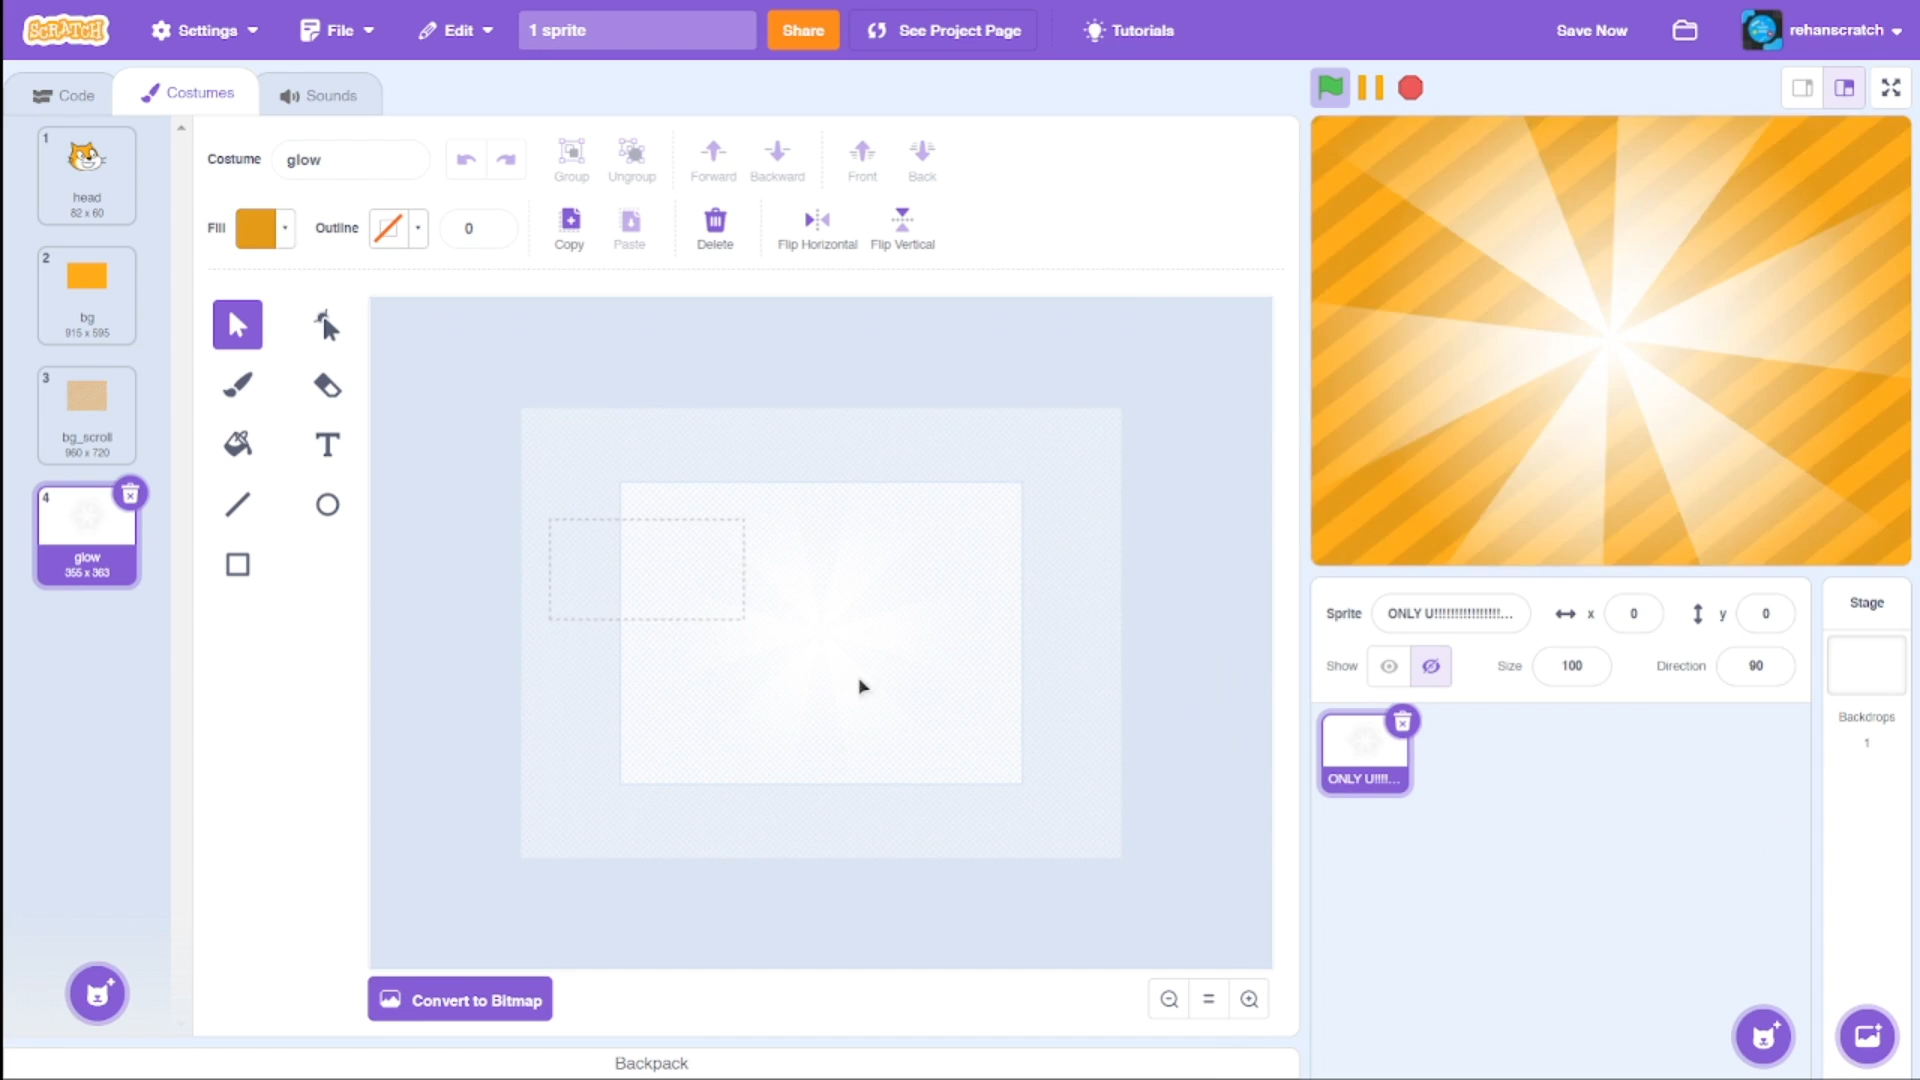 SCRATCH
Settings
File
Edit
1 sprite
Share
See Project Page
Tutorials
Save Now
rehanscratch
Code
Costumes
Sounds
1
head
82 x 60
2
bg
915 x 595
3
bg_scroll
960 x 720
4
glow
355 x 363
Costume
glow
Group
Ungroup
Forward
Backward
Front
Back
Fill
Outline
0
Copy
Paste
Delete
Flip Horizontal
Flip Vertical
T
Convert to Bitmap
Backpack
Sprite
ONLY U!!!!!!!!!!!!!!!!!...
x
0
y
0
Show
Size
100
Direction
90
ONLY U!!!!...
Stage
Backdrops
1